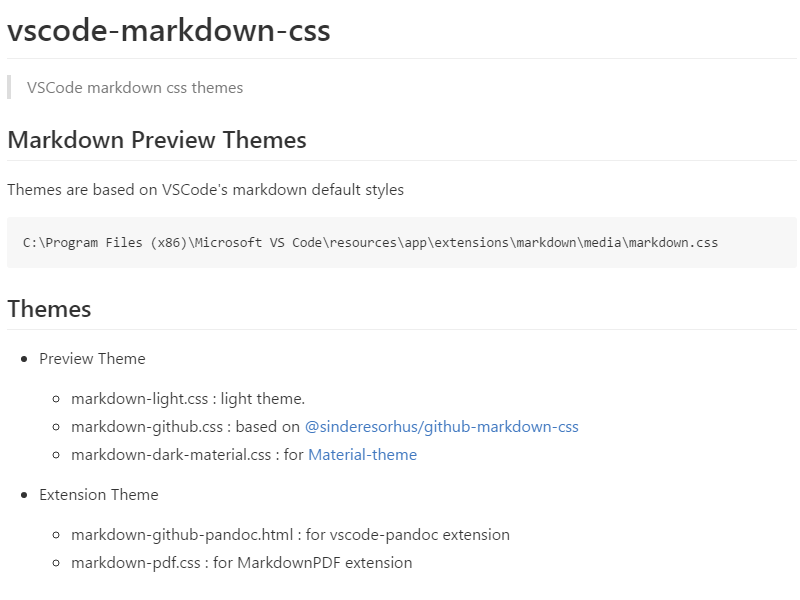 vscode-markdown-css
VSCode markdown css themes
Markdown Preview Themes
Themes are based on VSCode's markdown default styles
C:\Program Files (x86)\Microsoft VS Code\resources\app\extensions\markdown\media\markdown.css
Themes
Preview Theme
markdown-light.css : light theme.
markdown-github.css : based on @sinderesorhus/github-markdown-css
markdown-dark-material.css : for Material-theme
Extension Theme
markdown-github-pandoc.html : for vscode-pandoc extension
markdown-pdf.css : for MarkdownPDF extension